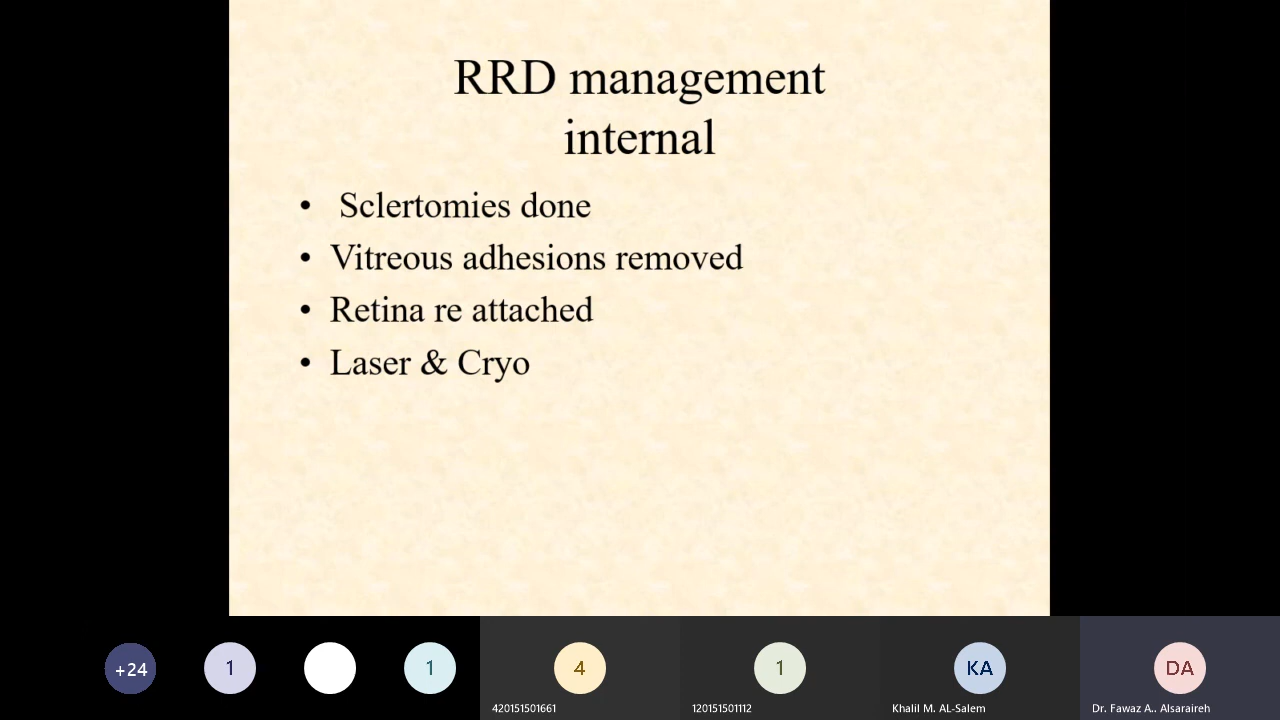 RRD management
internal
• Sclertomies done
• Vitreous adhesions removed
• Retina re attached
• Laser & Cryo
+24
1
1
4
1
KA
DA
420151501661
120151501112
Khalil M. AL-Salem
Dr. Fawaz A.. Alsaraireh